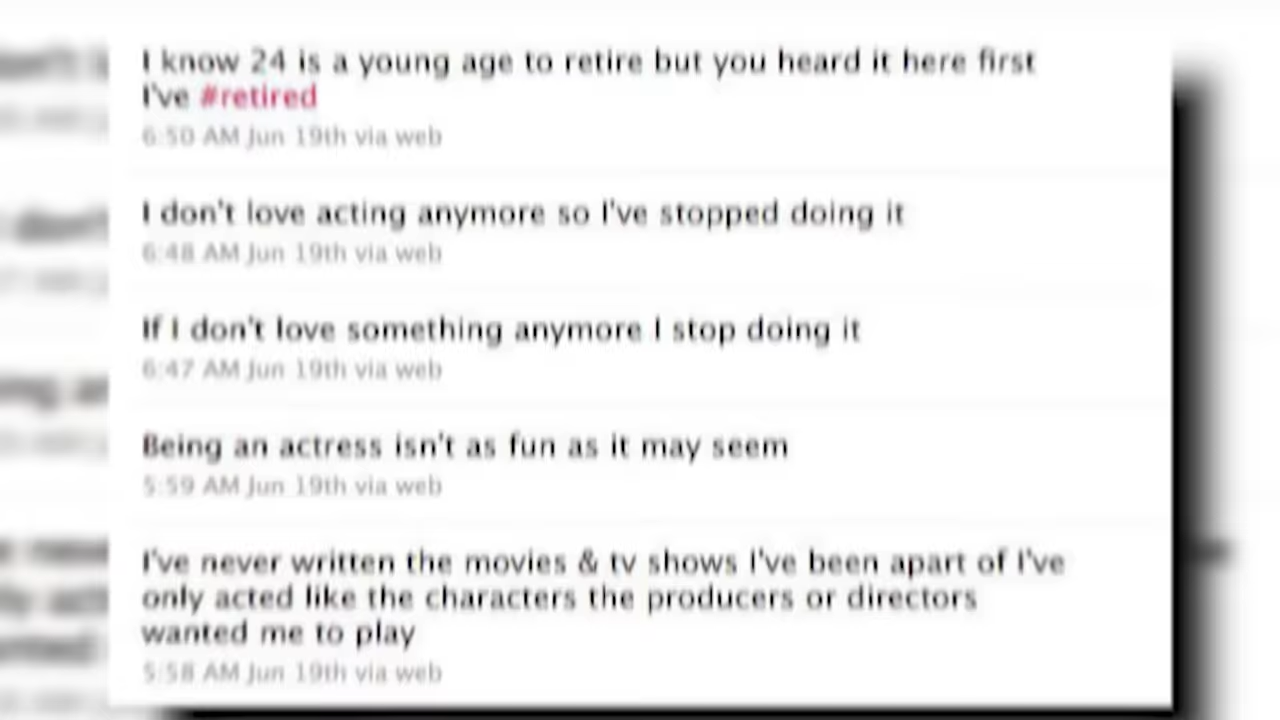 I know 24 is a young age to retire but you heard it here first
I've #retired
6:50 AM Jun 19th via web
I don't love acting anymore so I've stopped doing it
6:48 AM Jun 19th via web
If I don't love something anymore I stop doing it
6:47 AM Jun 19th via web
Being an actress isn't as fun as it may seem
5:59 AM Jun 19th via web
I've never written the movies & tv shows I've been apart of I've
only acted like the characters the producers or directors
wanted me to play
5:58 AM Jun 19th via web